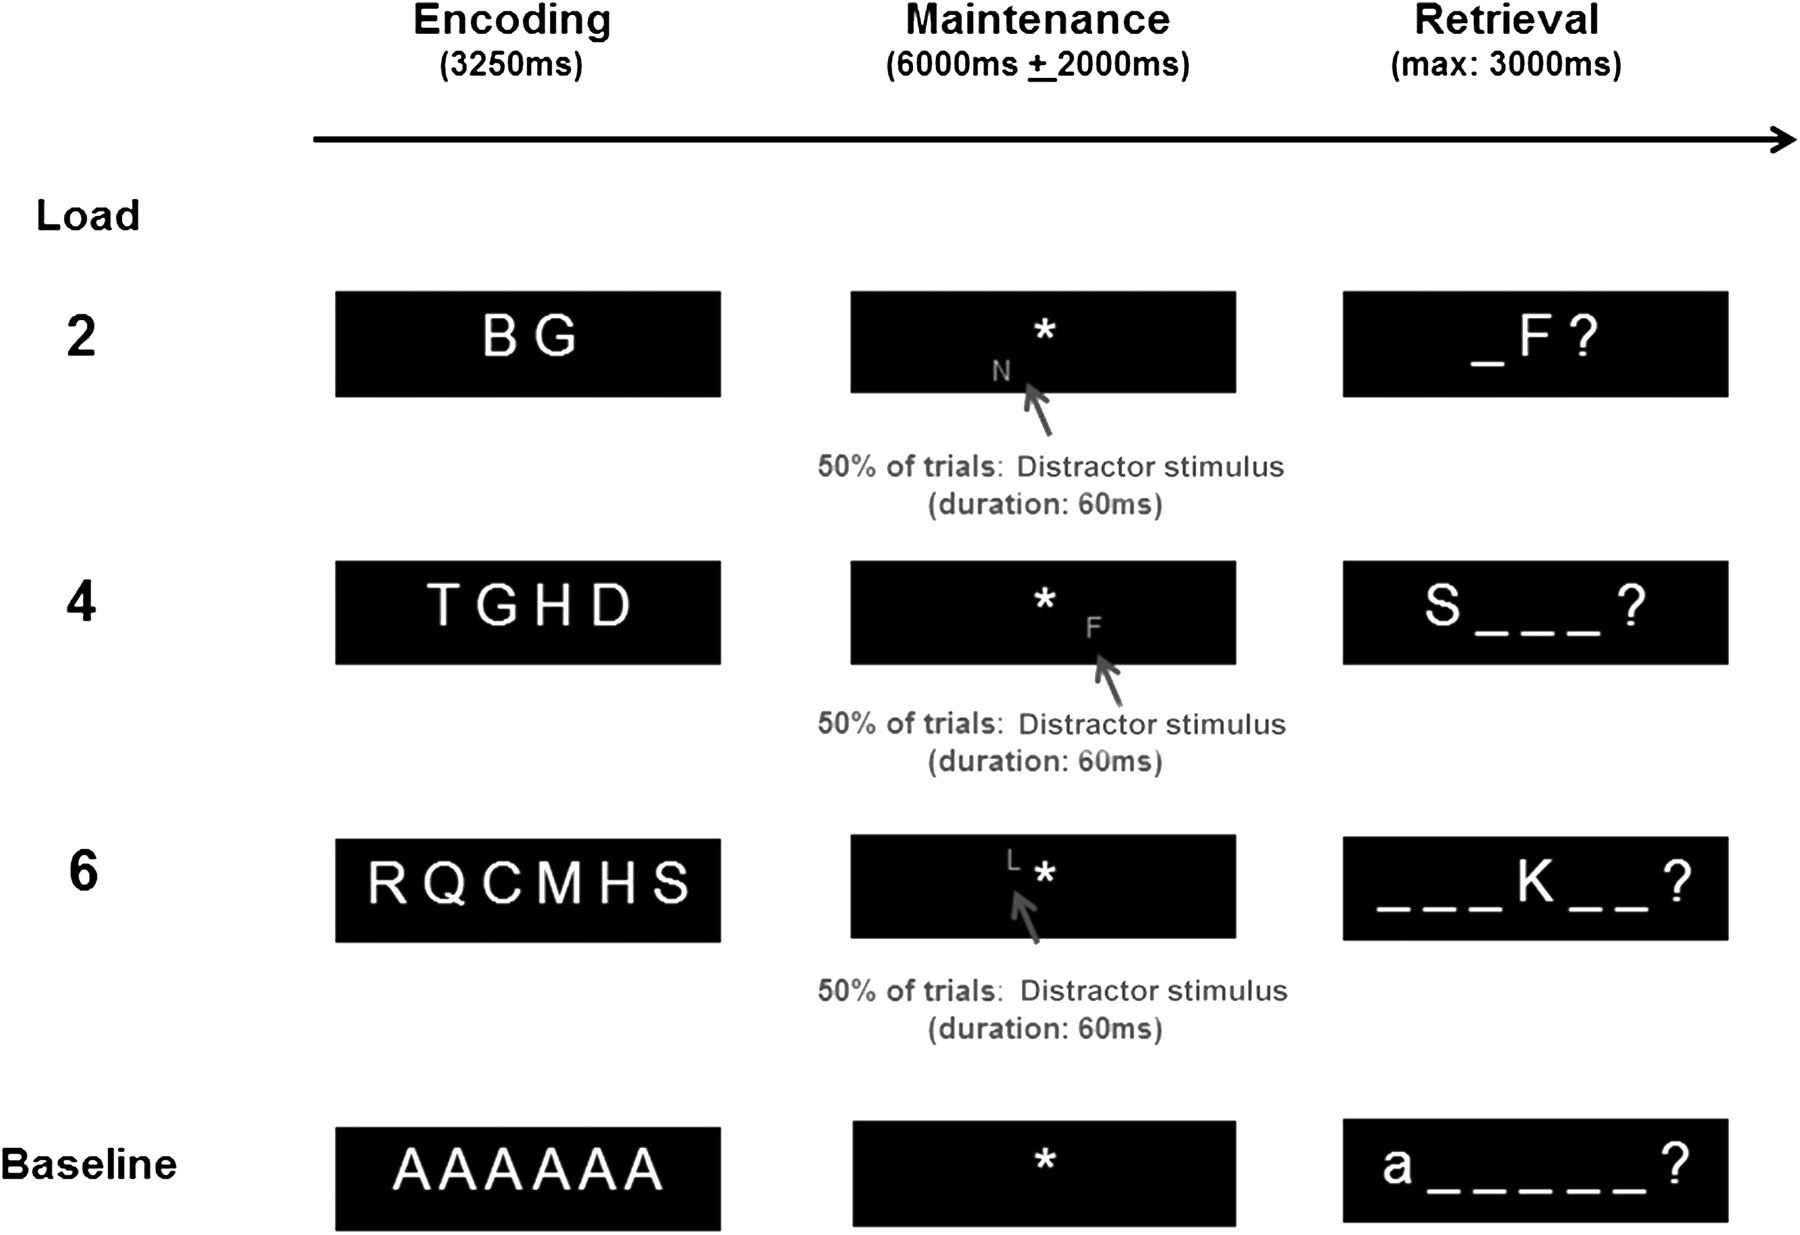 Encoding Maintenance Retrieval
(3250ms) (6000ms + 2000ms) (max: 3000ms)
Load
2 B G * _ F ?
N
50% of trials: Distractor stimulus
(duration: 60ms)
4 T G H D * S _ _ _ ?
F
50% of trials: Distractor stimulus
(duration: 60ms)
L
6 R Q C M H S * _ _ _ K _ _ ?
50% of trials: Distractor stimulus
(duration: 60ms)
Baseline AAAAAA * a _ _ _ _ _ ?